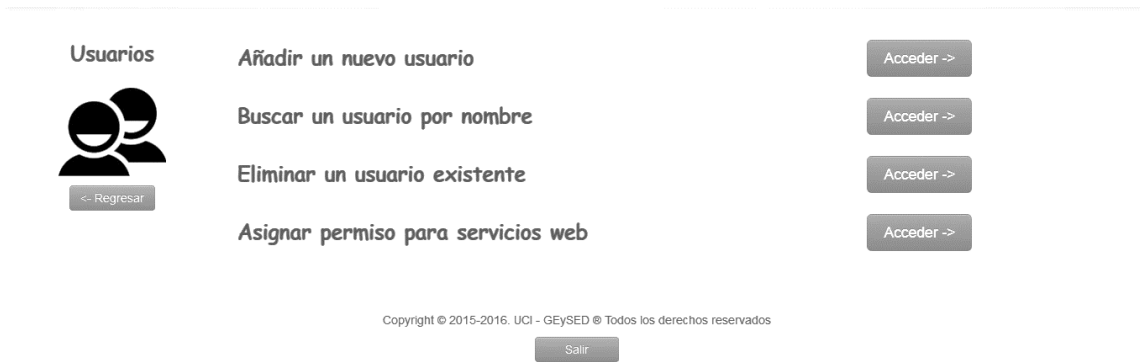 Usuarios
<- Regresar
Añadir un nuevo usuario
Acceder ->
Buscar un usuario por nombre
Acceder ->
Eliminar un usuario existente
Acceder ->
Asignar permiso para servicios web
Acceder ->
Copyright © 2015-2016. UCI - GEySED ® Todos los derechos reservados
Salir